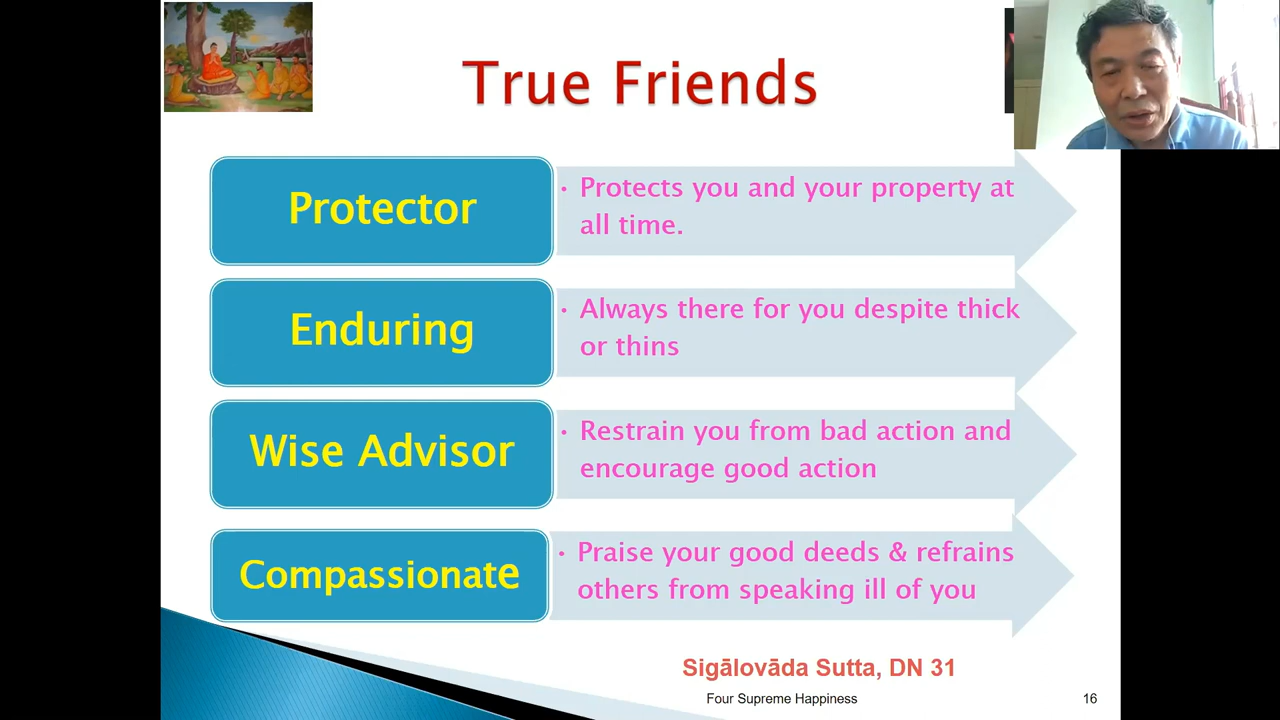 True Friends
Protector
• Protects you and your property at
all time.
Enduring
• Always there for you despite thick
or thins
Wise Advisor
• Restrain you from bad action and
encourage good action
Compassionate
• Praise your good deeds & refrains
others from speaking ill of you
Sigālovāda Sutta, DN 31
Four Supreme Happiness
16